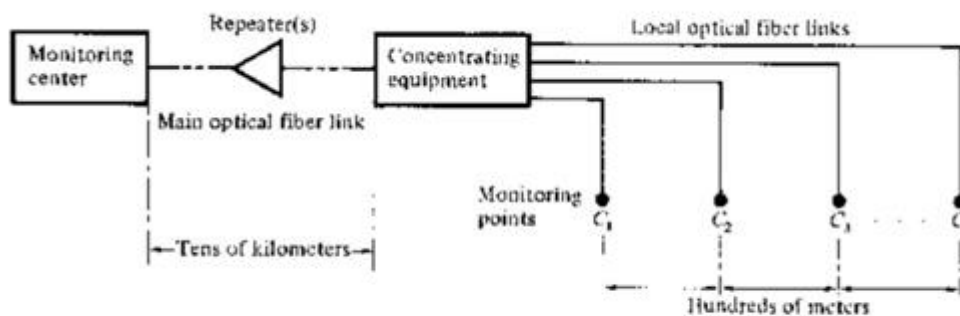 Repeater(s)
Local optical fiber links
Monitoring
center
Concentrating
equipment
Main optical fiber link
Monitoring
points
C₁
C₂
C₃
C
Tens of kilometers
Hundreds of meters